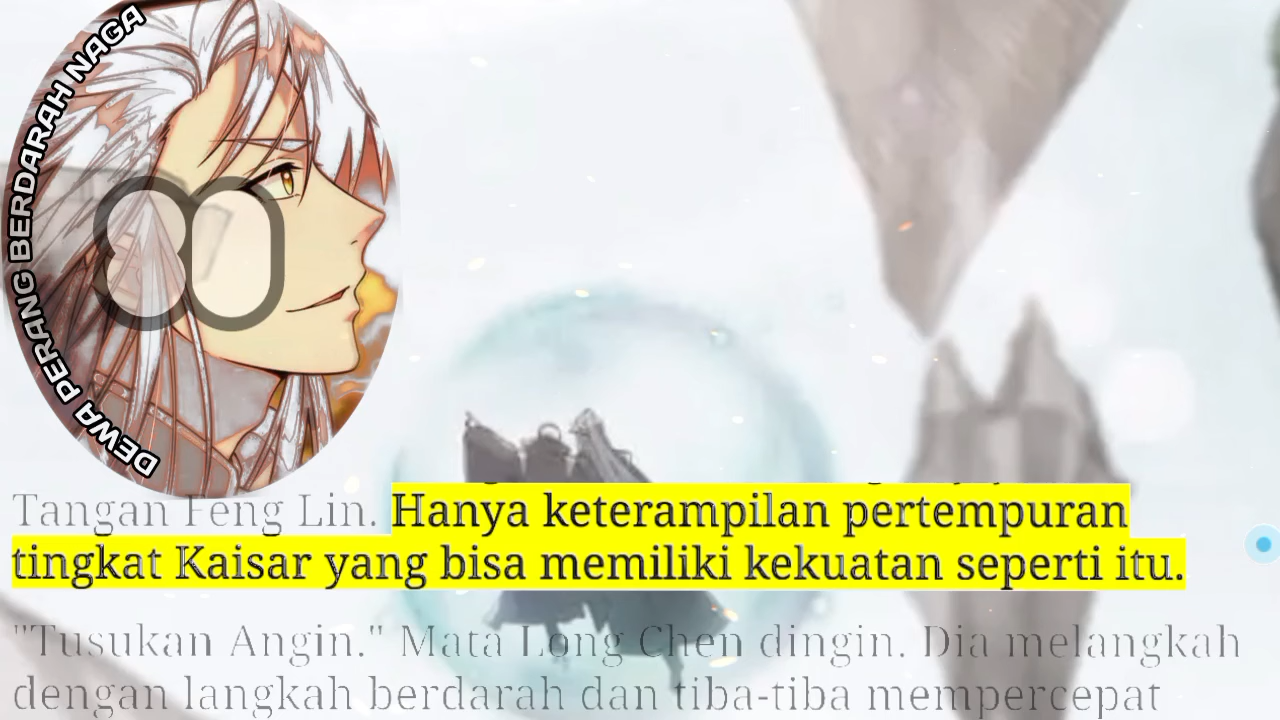 DEWA PERANG BERDARAH NAGA
80
Tangan Feng Lin. Hanya keterampilan pertempuran
tingkat Kaisar yang bisa memiliki kekuatan seperti itu.
"Tusukan Angin." Mata Long Chen dingin. Dia melangkah
dengan langkah berdarah dan tiba-tiba mempercepat